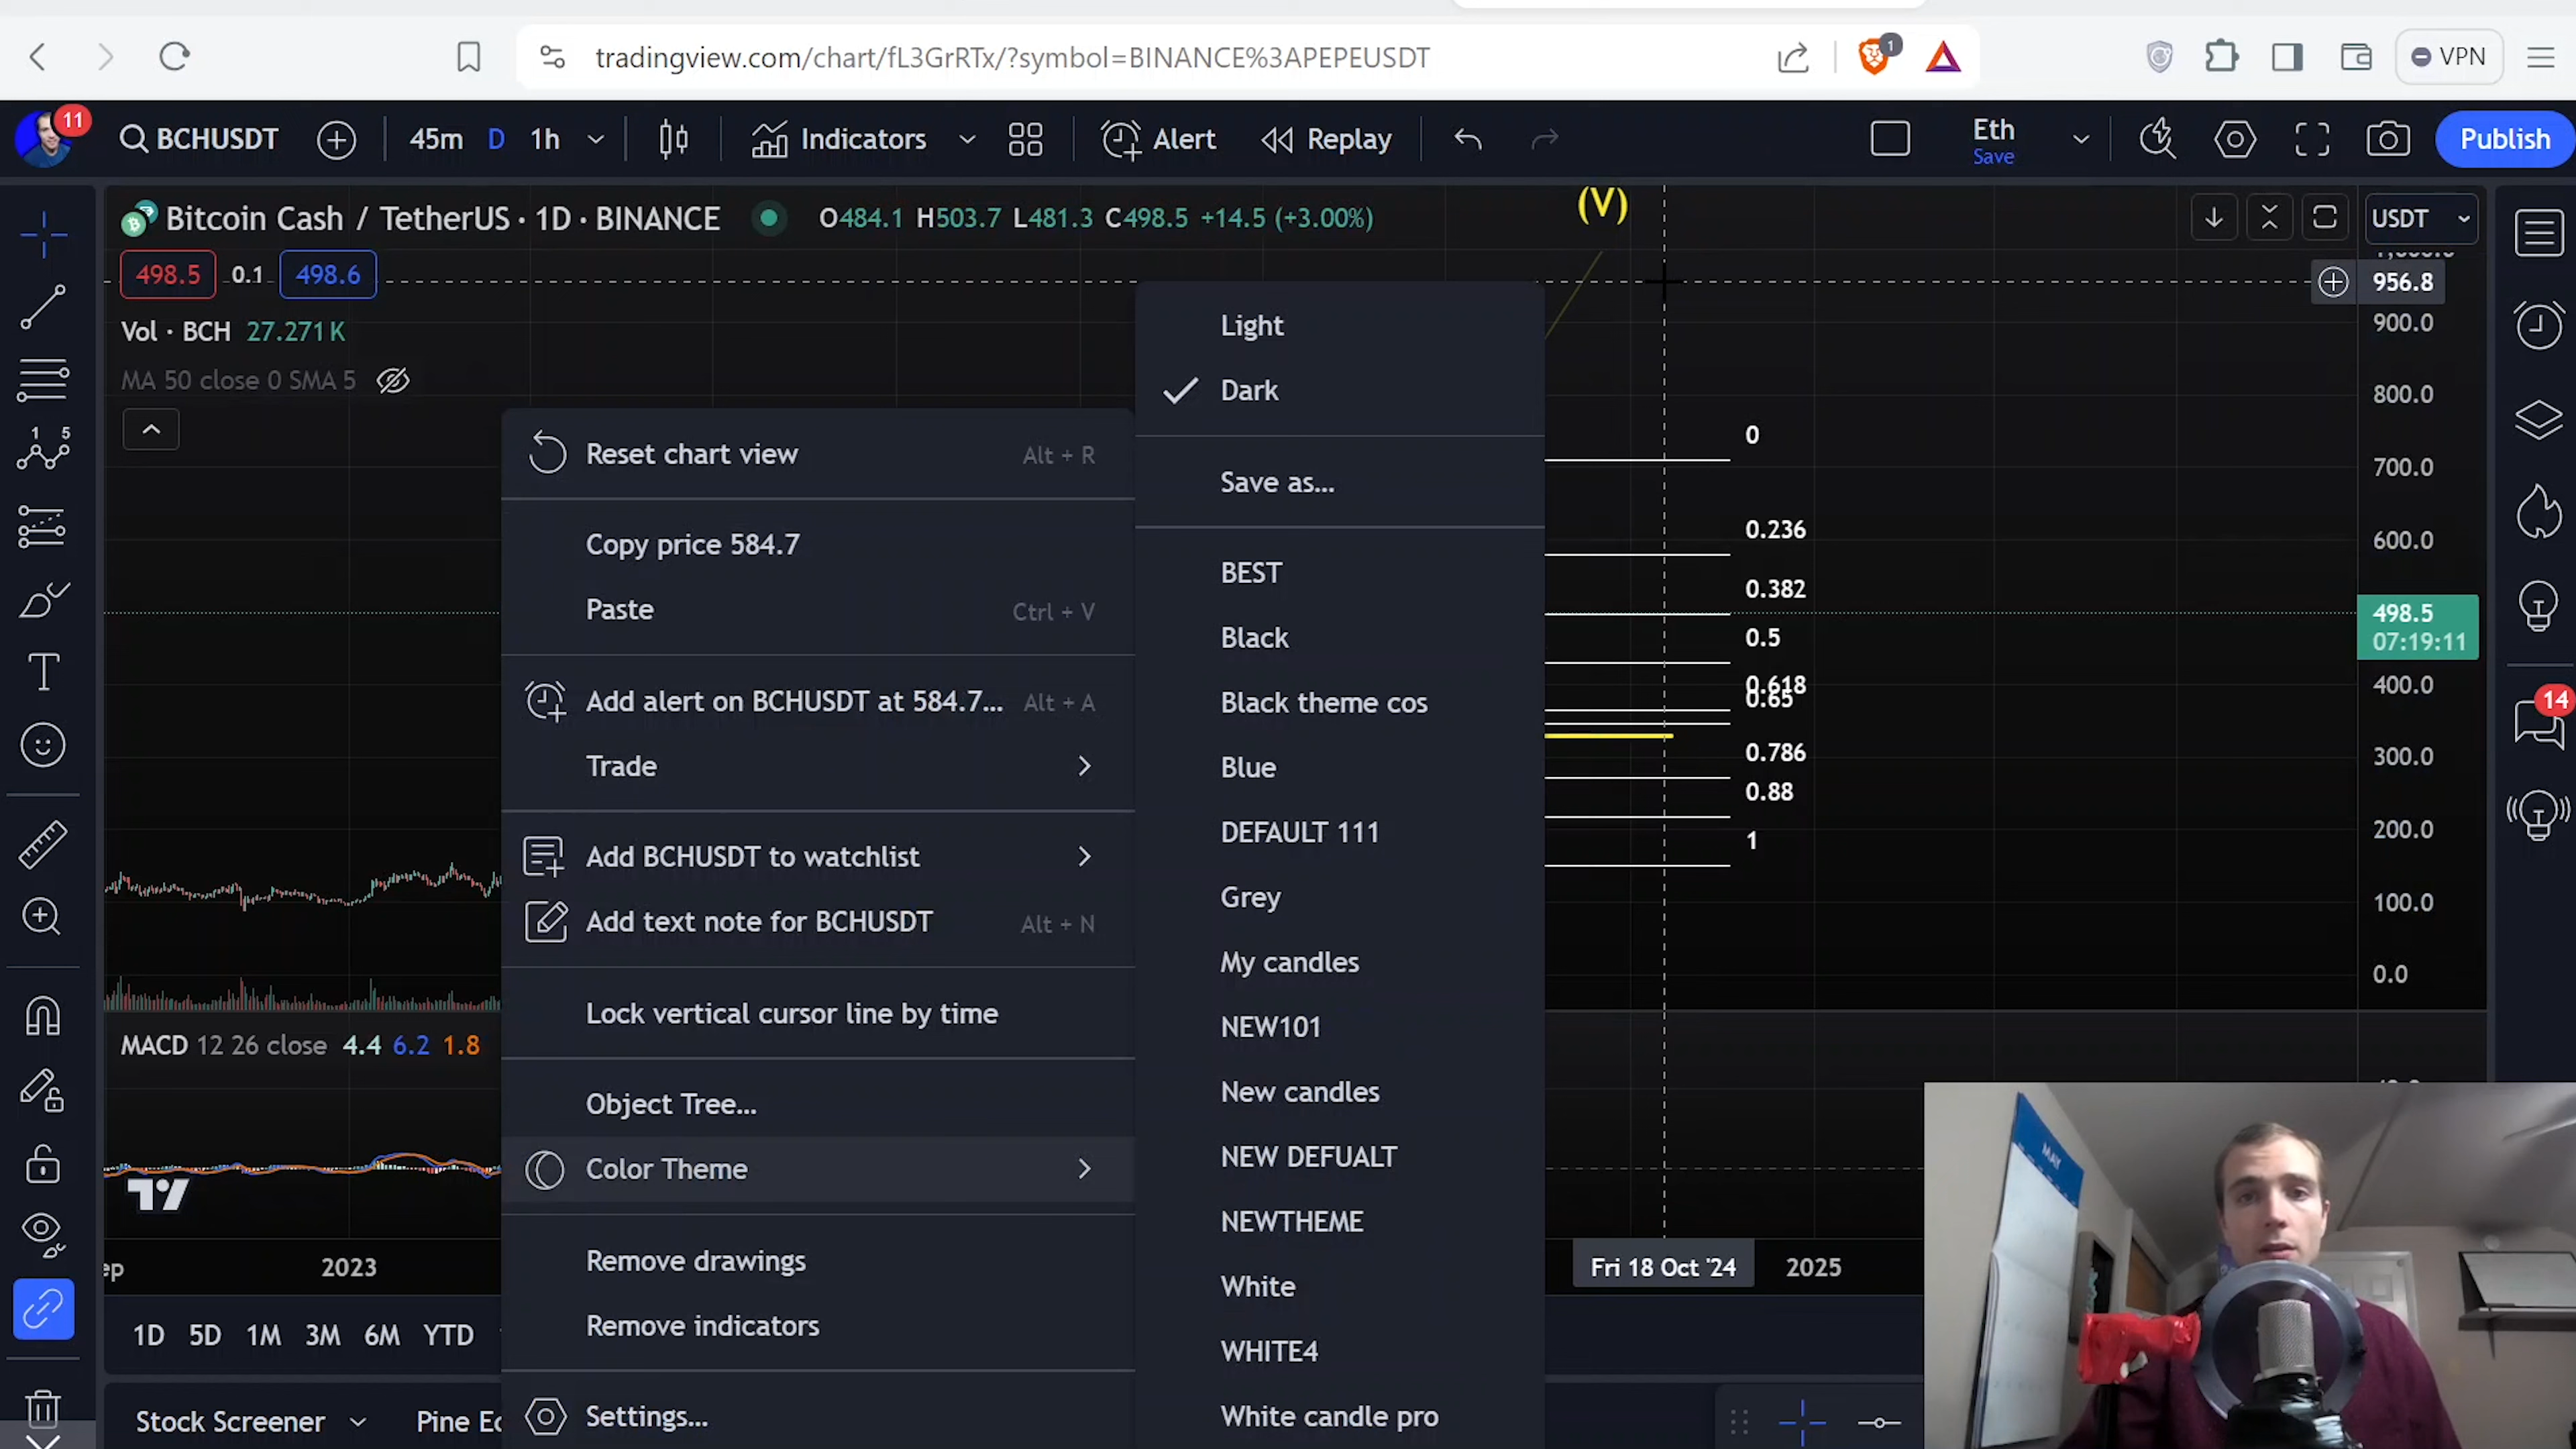 tradingview.com/chart/fL3GrRTx/?symbol=BINANCE%3APEPEUSDT
1
VPN
11
BCHUSDT
45m D 1h
Indicators
Alert
Replay
Eth
Save
Publish
Bitcoin Cash / TetherUS · 1D · BINANCE
O484.1 H503.7 L481.3 C498.5 +14.5 (+3.00%)
(V)
USDT
498.5 0.1 498.6
Vol · BCH 27.271 K
MA 50 close 0 SMA 5
956.8
900.0
800.0
700.0
600.0
498.5
07:19:11
400.0
300.0
200.0
100.0
0.0
0
0.236
0.382
0.5
0.618
0.65
0.786
0.88
1
Reset chart view Alt + R
Copy price 584.7
Paste Ctrl + V
Add alert on BCHUSDT at 584.7... Alt + A
Trade
Add BCHUSDT to watchlist
Add text note for BCHUSDT Alt + N
Lock vertical cursor line by time
Object Tree...
Color Theme
Remove drawings
Remove indicators
Settings...
Light
Dark
Save as...
BEST
Black
Black theme cos
Blue
DEFAULT 111
Grey
My candles
NEW101
New candles
NEW DEFUALT
NEWTHEME
White
WHITE4
White candle pro
1 5
14
MACD 12 26 close 4.4 6.2 1.8
2023
Fri 18 Oct '24
2025
1D 5D 1M 3M 6M YTD
Stock Screener
Pine
MAY